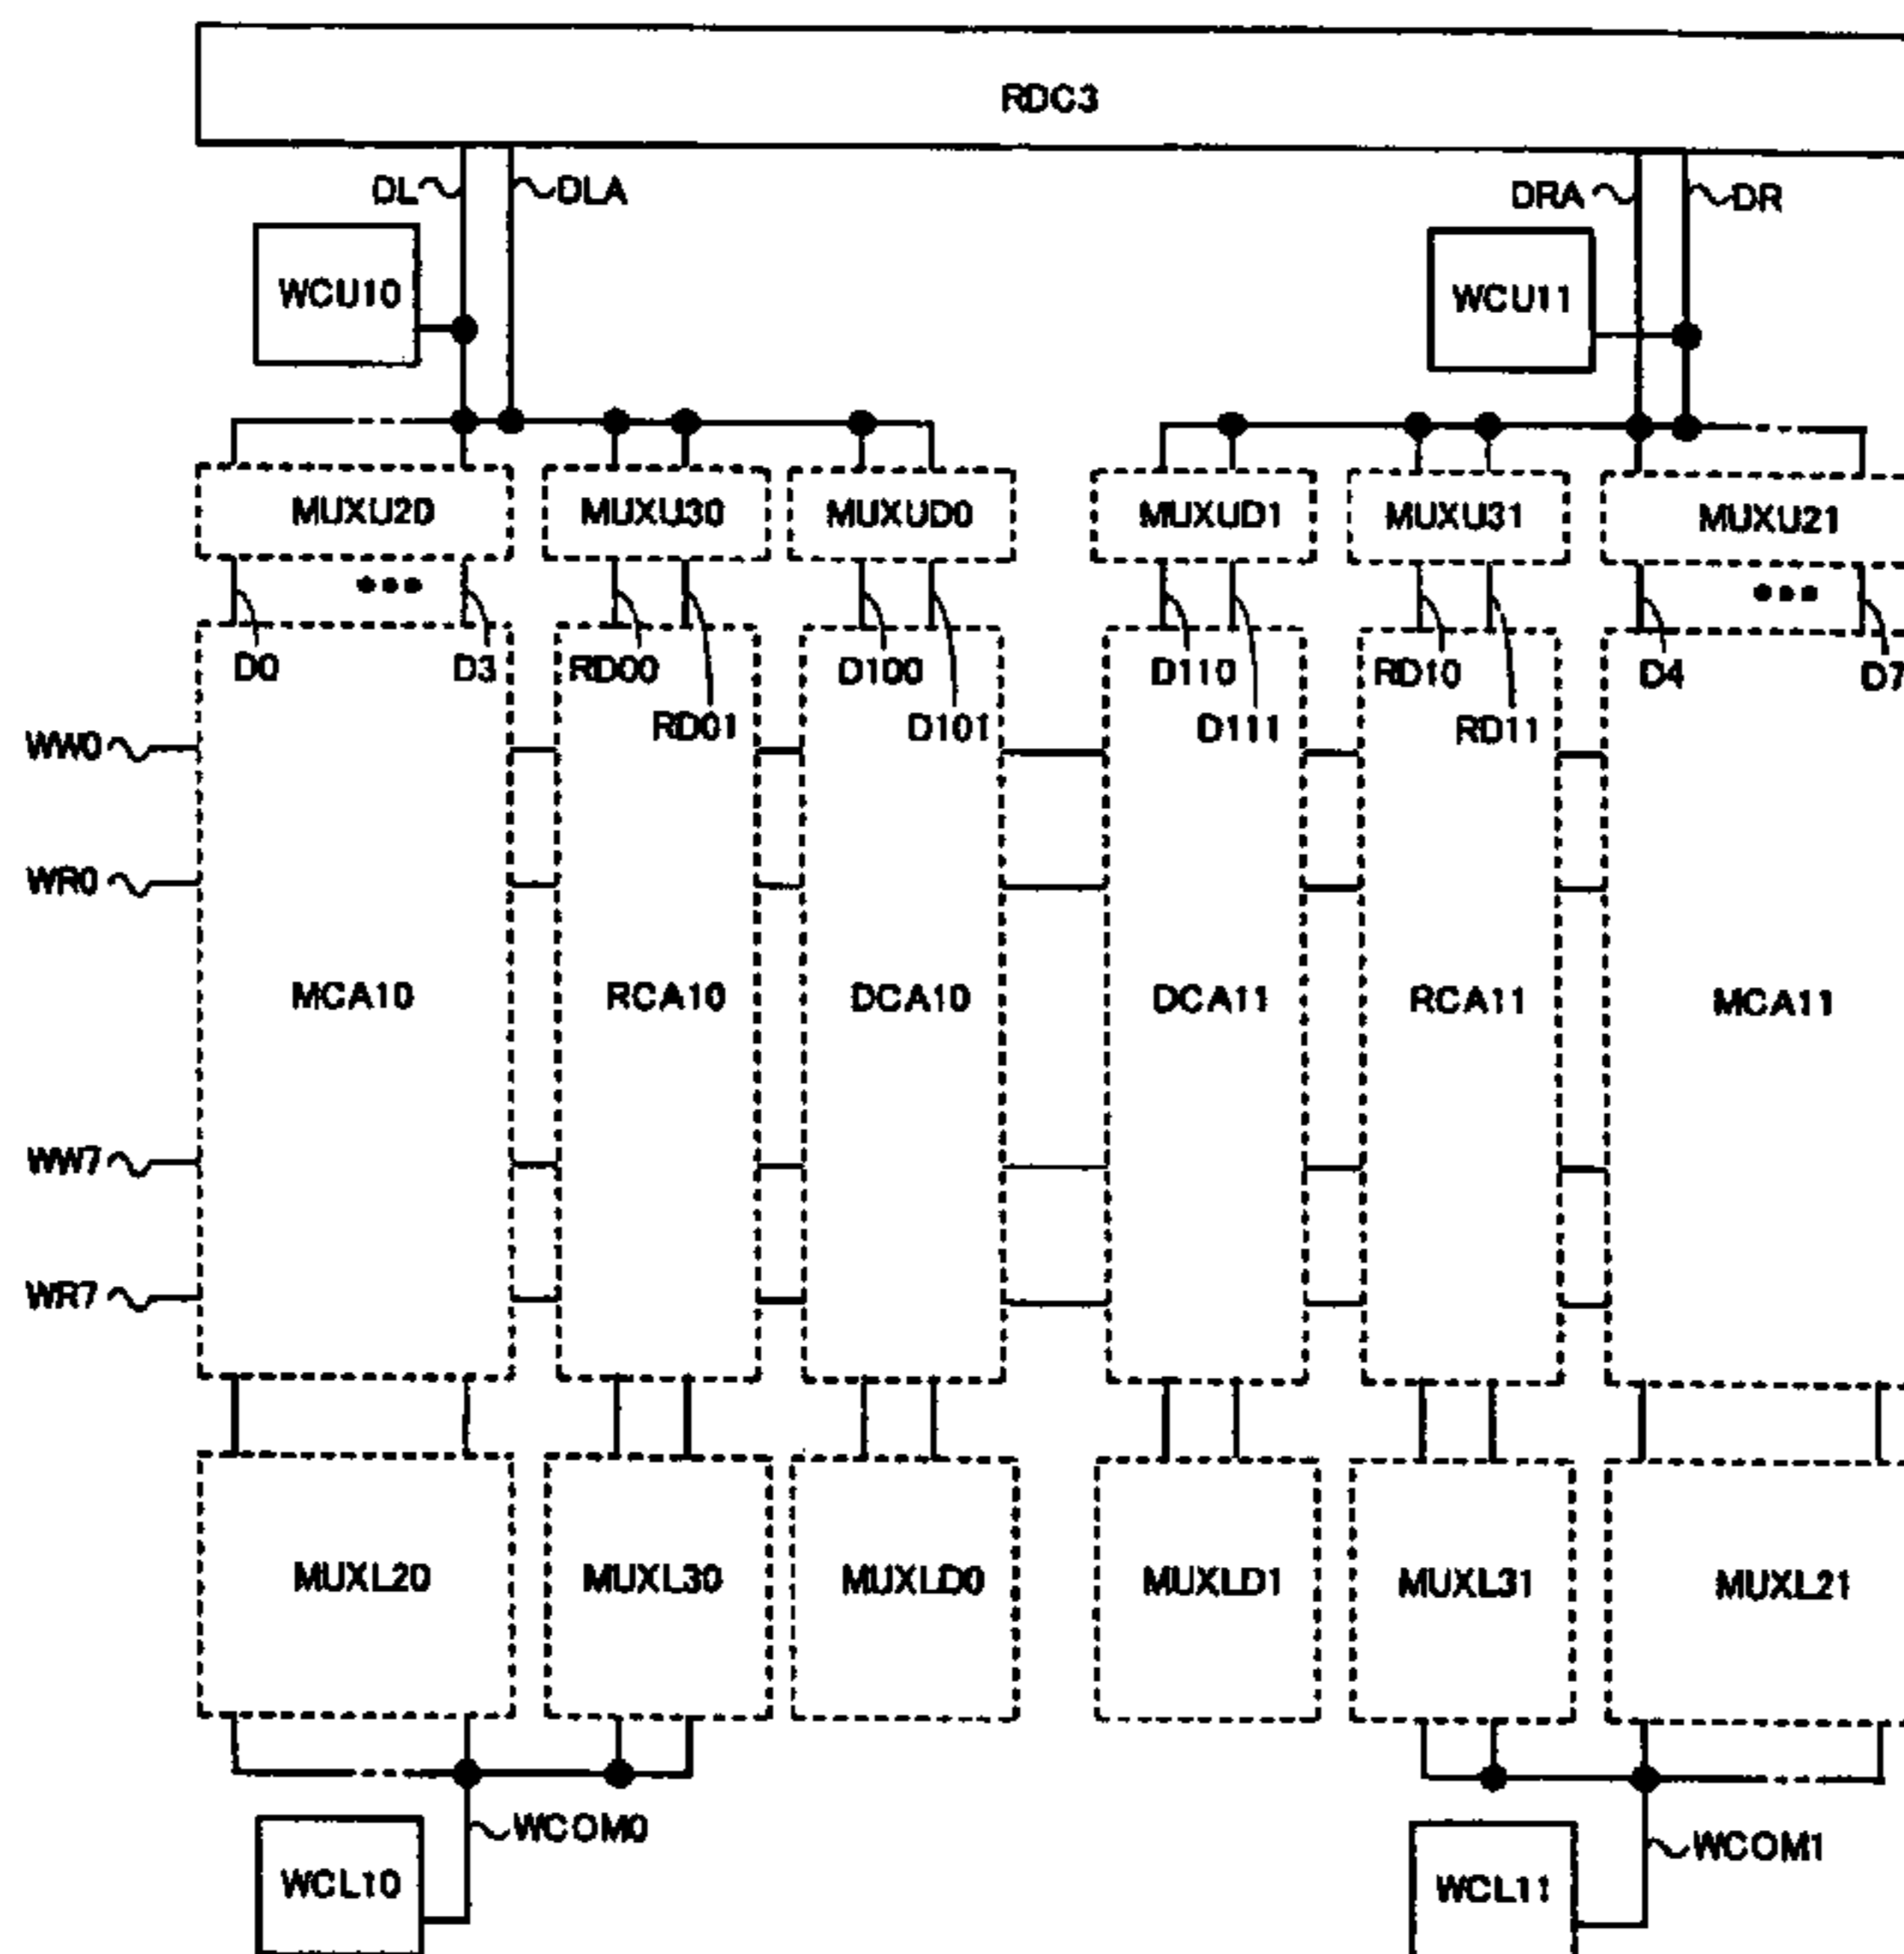 RDC3
DL DLA DRA DR
WCU10 WCU11
MUXU20 MUXU30 MUXUD0 MUXUD1 MUXU31 MUXU21
D0 D3 RD00 D100 D110 RD10 D4 D7
RD01 D101 D111 RD11
WW0
WR0
MCA10 RCA10 DCA10 DCA11 RCA11 MCA11
WW7
WR7
MUXL20 MUXL30 MUXLD0 MUXLD1 MUXL31 MUXL21
WCOM0 WCOM1
WCL10 WCL11